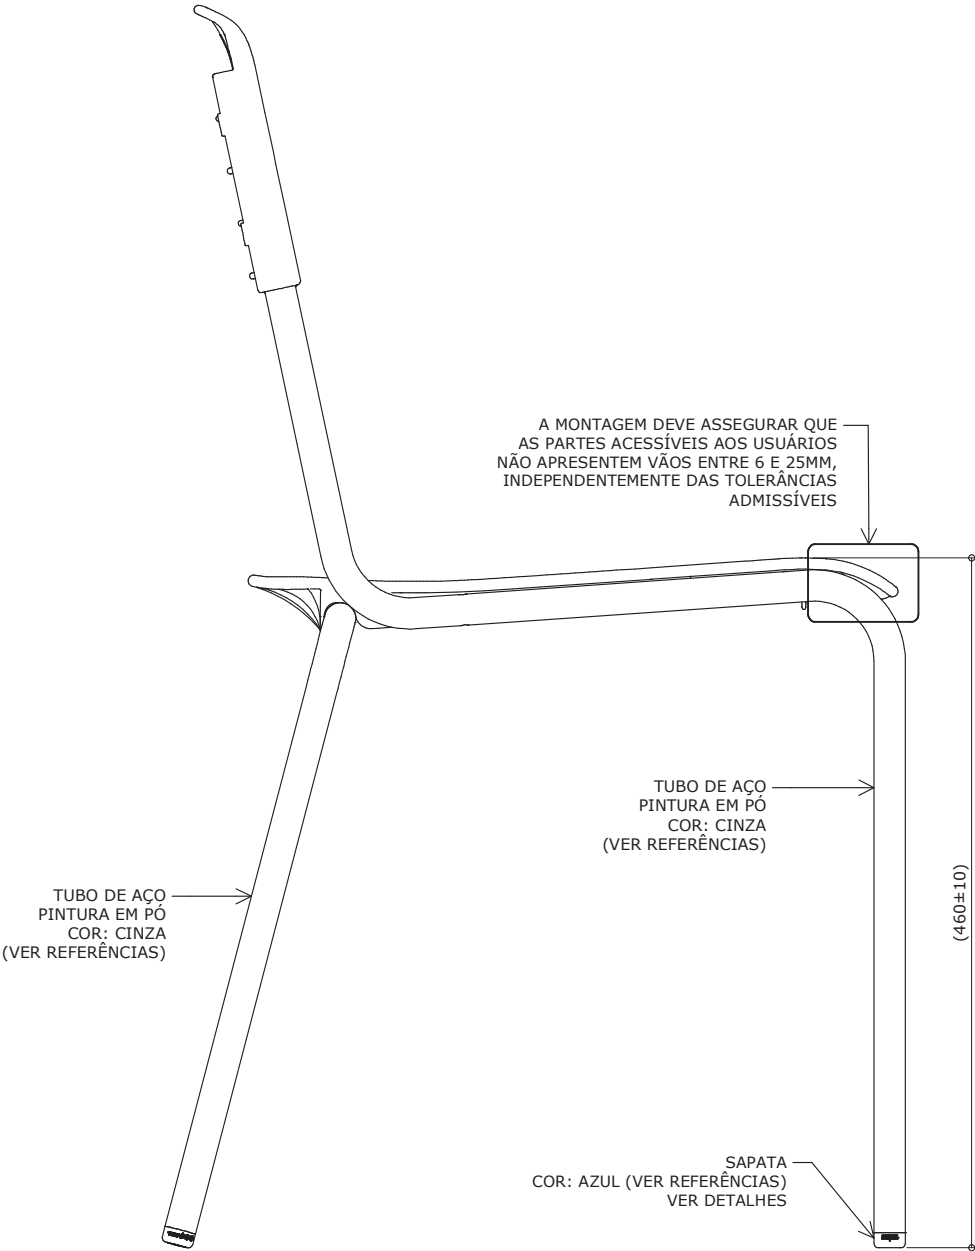 A MONTAGEM DEVE ASSEGURAR QUE
AS PARTES ACESSÍVEIS AOS USUÁRIOS
NÃO APRESENTEM VÃOS ENTRE 6 E 25MM,
INDEPENDENTEMENTE DAS TOLERÂNCIAS
ADMISSÍVEIS
TUBO DE AÇO
PINTURA EM PÓ
COR: CINZA
(VER REFERÊNCIAS)
TUBO DE AÇO
PINTURA EM PÓ
COR: CINZA
(VER REFERÊNCIAS)
(460±10)
SAPATA
COR: AZUL (VER REFERÊNCIAS)
VER DETALHES